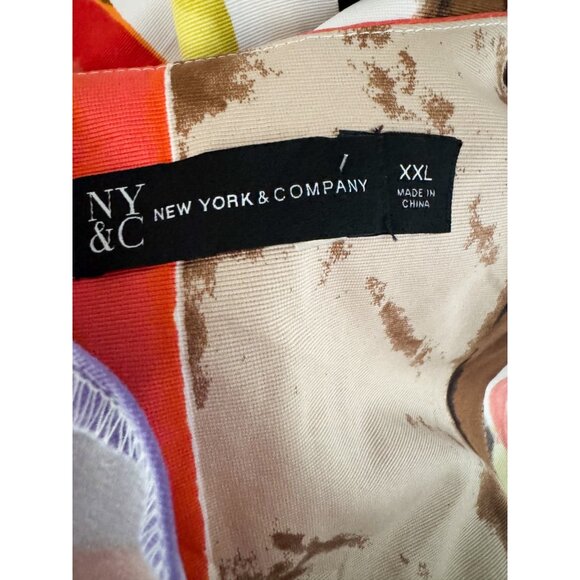 NY
&C
NEW YORK & COMPANY
XXL
MADE IN
CHINA